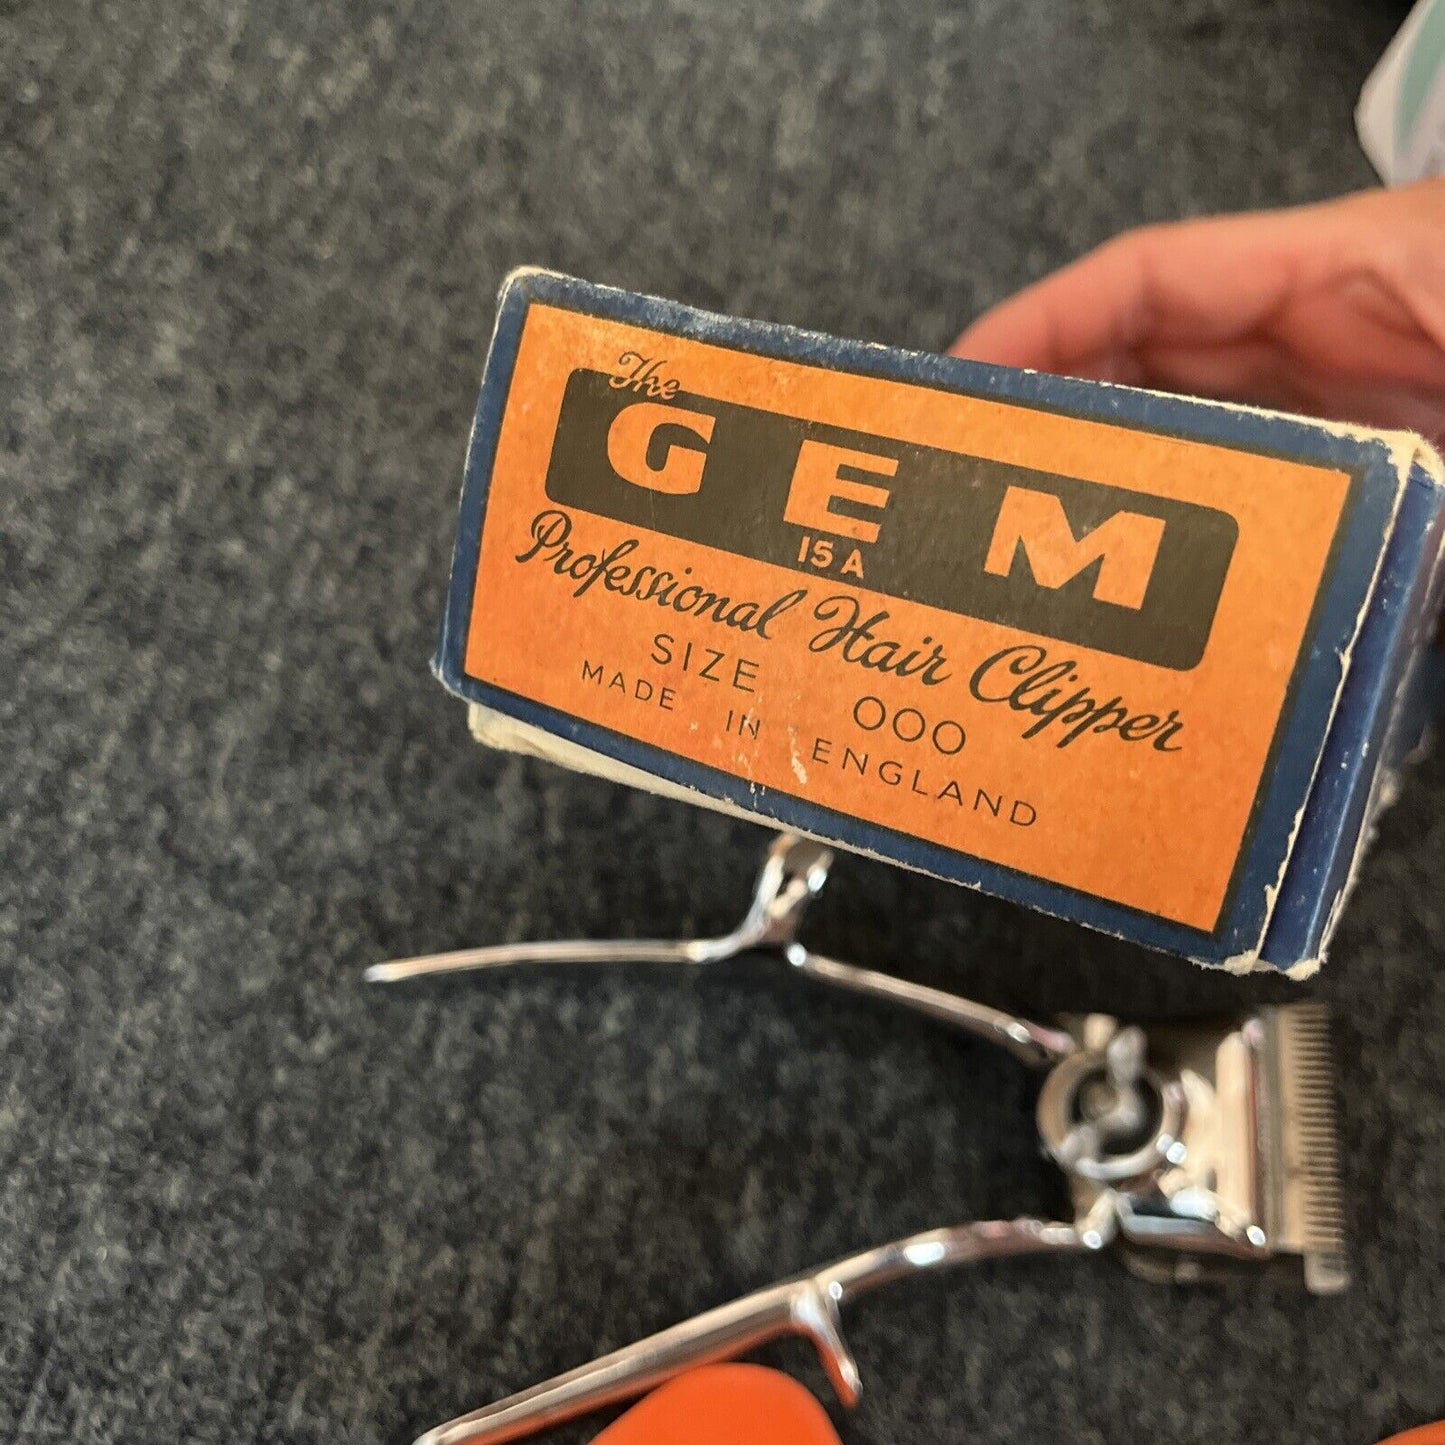 The
GEM
IS A
Professional Hair Clipper
SIZE 000
MADE IN ENGLAND